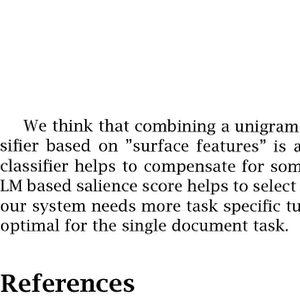 We think that combining a unigram
sifier based on ”surface features” is a
classifier helps to compensate for som
LM based salience score helps to select
our system needs more task specific tu
optimal for the single document task.
References